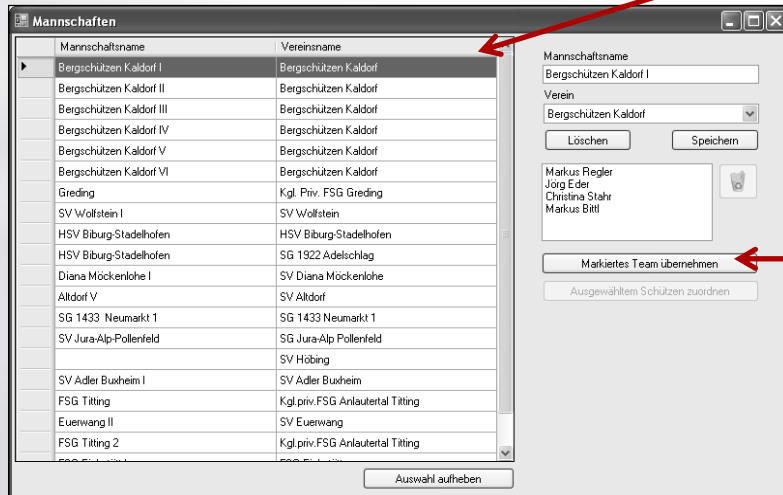 Mannschaften
Mannschaftsname Vereinsname
Bergschützen Kaldorf I Bergschützen Kaldorf
Bergschützen Kaldorf II Bergschützen Kaldorf
Bergschützen Kaldorf III Bergschützen Kaldorf
Bergschützen Kaldorf IV Bergschützen Kaldorf
Bergschützen Kaldorf V Bergschützen Kaldorf
Bergschützen Kaldorf VI Bergschützen Kaldorf
Greding Kgl. Priv. FSG Greding
SV Wolfstein I SV Wolfstein
HSV Biburg-Stadelhofen HSV Biburg-Stadelhofen
HSV Biburg-Stadelhofen SG 1922 Adelschlag
Diana Möckenlohe I SV Diana Möckenlohe
Altdorf V SV Altdorf
SG 1433 Neumarkt 1 SG 1433 Neumarkt
SV Jura-Alp-Pollenfeld SG Jura-Alp Pollenfeld
SV Höbing
SV Adler Buxheim I SV Adler Buxheim
FSG Titting Kgl.priv.FSG Anlautertal Titting
Euerwang II SV Euerwang
FSG Titting 2 Kgl.priv.FSG Anlautertal Titting
Auswahl aufheben
Mannschaftsname
Bergschützen Kaldorf I
Verein
Bergschützen Kaldorf
Löschen Speichern
Markus Regler
Jörg Eder
Christina Stahr
Markus Bittl
Markiertes Team übernehmen
Ausgewähltem Schützen zuordnen